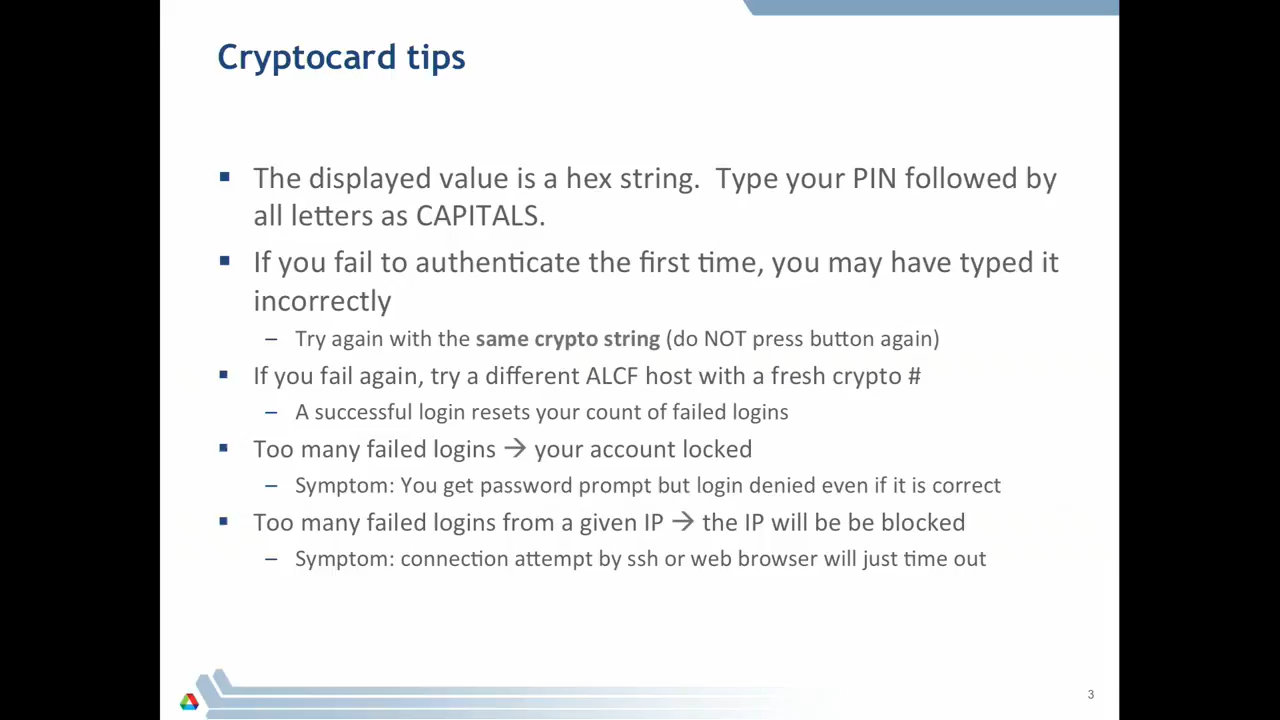 Cryptocard tips
▪ The displayed value is a hex string.  Type your PIN followed by
all letters as CAPITALS.
▪ If you fail to authenticate the first time, you may have typed it
incorrectly
– Try again with the same crypto string (do NOT press button again)
▪ If you fail again, try a different ALCF host with a fresh crypto #
– A successful login resets your count of failed logins
▪ Too many failed logins → your account locked
– Symptom: You get password prompt but login denied even if it is correct
▪ Too many failed logins from a given IP → the IP will be be blocked
– Symptom: connection attempt by ssh or web browser will just time out
3